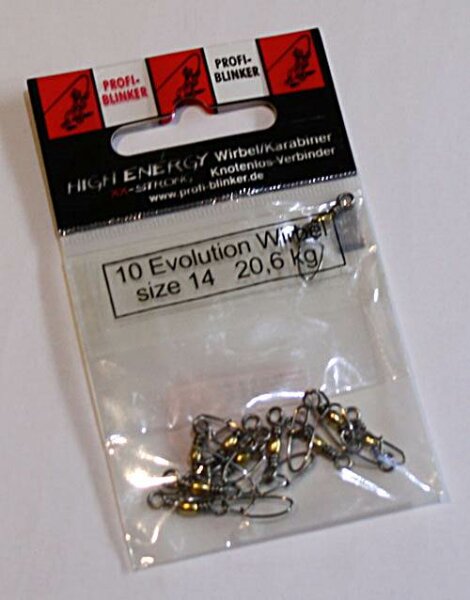 PROFI-
BLINKER
PROFI-
BLINKER
HIGH ENERGY Wirbel/Karabiner
XX-STRONG Knotenlos-Verbinder
www.profi-blinker.de
10 Evolution Wirbel
size 14 20,6 kg